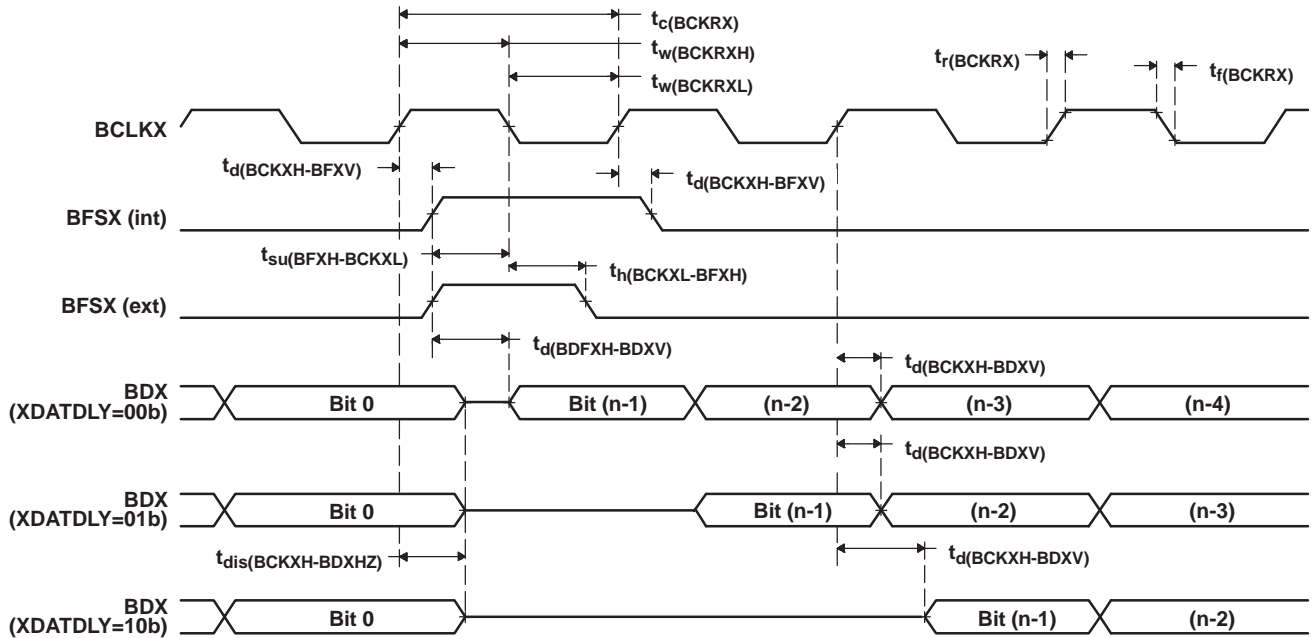 tc(BCKRX)
tw(BCKRXH)
tr(BCKRX)
tf(BCKRX)
tw(BCKRXL)
BCLKX
td(BCKXH-BFXV)
td(BCKXH-BFXV)
BFSX (int)
tsu(BFXH-BCKXL)
th(BCKXL-BFXH)
BFSX (ext)
td(BDFXH-BDXV)
td(BCKXH-BDXV)
BDX
(XDATDLY=00b)
Bit 0
Bit (n-1)
(n-2)
(n-3)
(n-4)
td(BCKXH-BDXV)
BDX
(XDATDLY=01b)
Bit 0
Bit (n-1)
(n-2)
(n-3)
tdis(BCKXH-BDXHZ)
td(BCKXH-BDXV)
BDX
(XDATDLY=10b)
Bit 0
Bit (n-1)
(n-2)